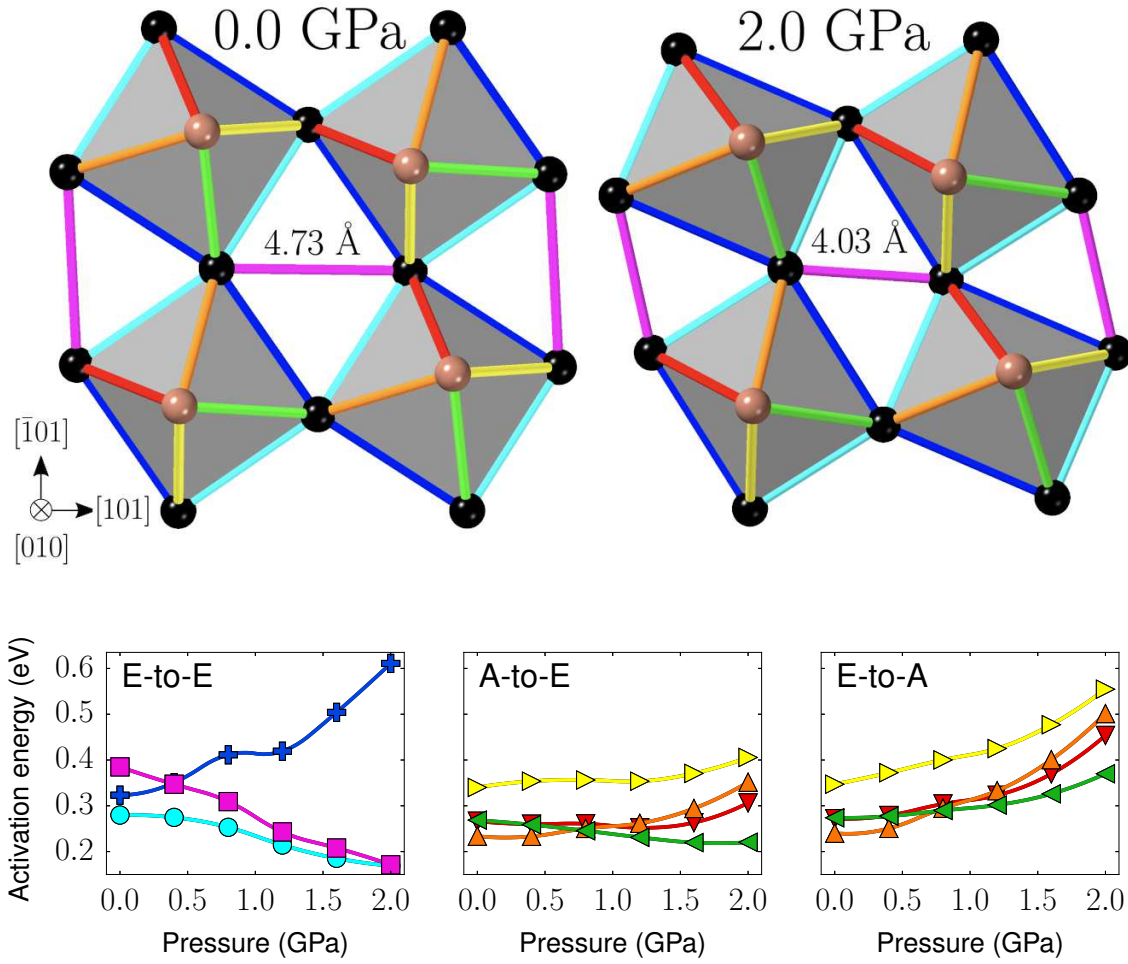 0.0 GPa
2.0 GPa
4.73 Å
4.03 Å
[1̄01]
[101]
[010]
Activation energy (eV)
0.6
0.5
0.4
0.3
0.2
E-to-E
A-to-E
E-to-A
0.0 0.5 1.0 1.5 2.0
0.0 0.5 1.0 1.5 2.0
0.0 0.5 1.0 1.5 2.0
Pressure (GPa)
Pressure (GPa)
Pressure (GPa)